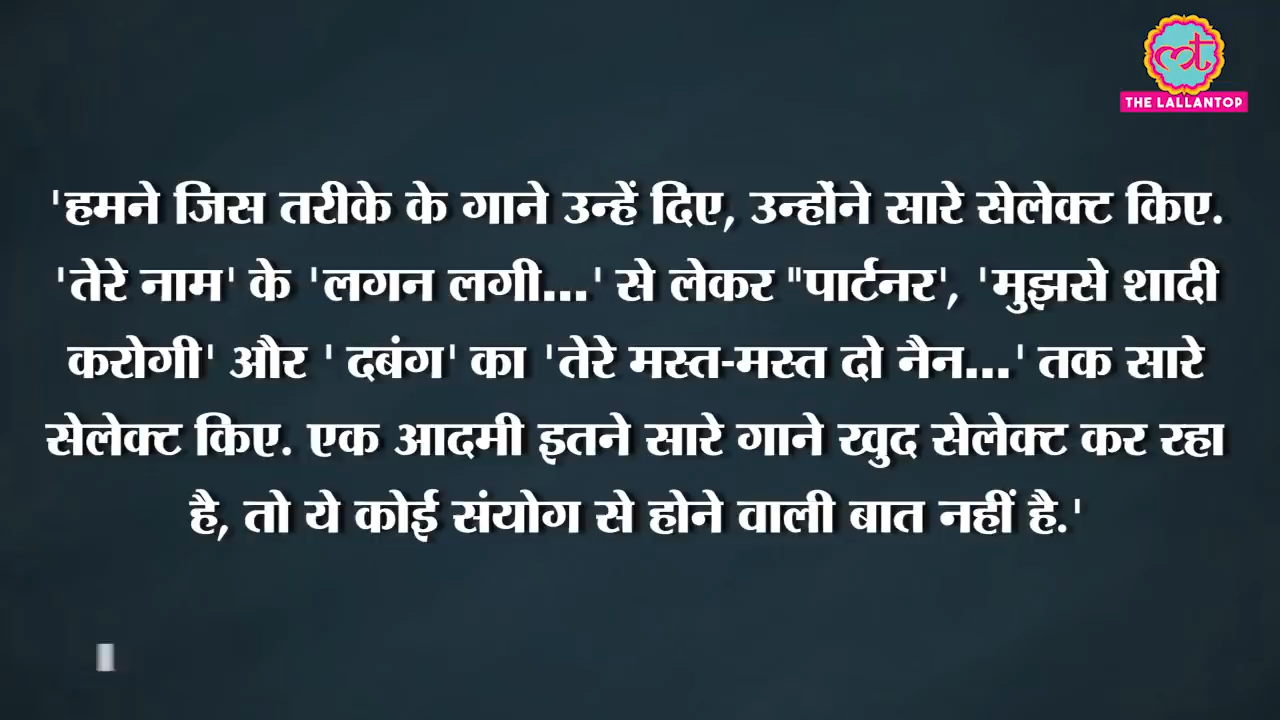 THE LALLANTOP
'हमने जिस तरीके के गाने उन्हें दिए, उन्होंने सारे सेलेक्ट किए.
'तेरे नाम' के 'लगन लगी...' से लेकर "पार्टनर', 'मुझसे शादी
करोगी' और ' दबंग' का 'तेरे मस्त-मस्त दो नैन...' तक सारे
सेलेक्ट किए. एक आदमी इतने सारे गाने खुद सेलेक्ट कर रहा
है, तो ये कोई संयोग से होने वाली बात नहीं है.'